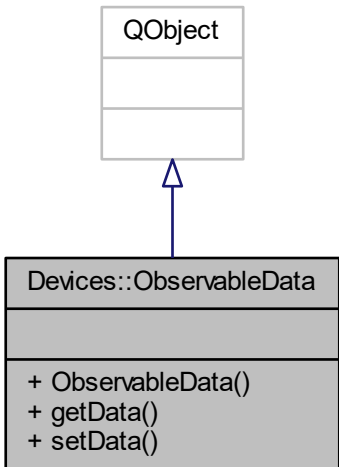 QObject
Devices::ObservableData
+ ObservableData()
+ getData()
+ setData()